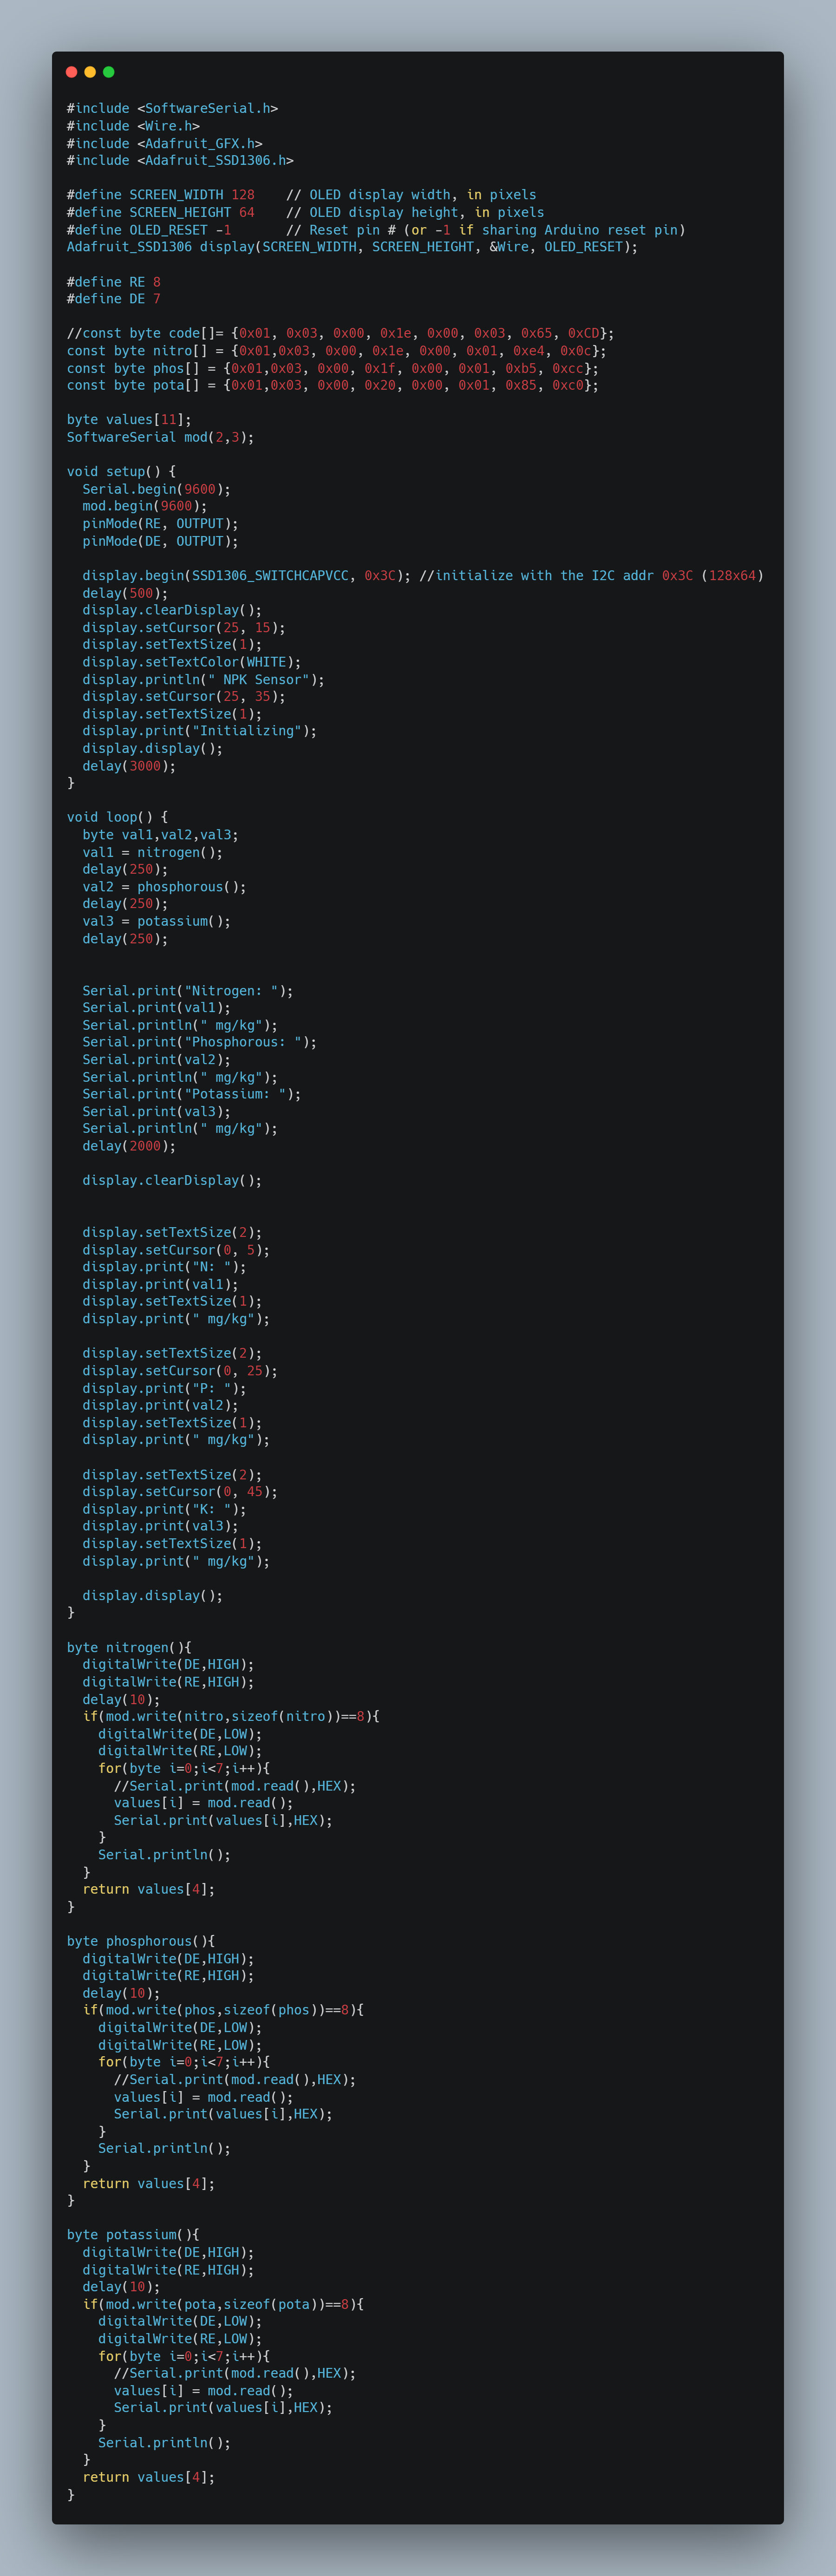 #include <SoftwareSerial.h>
#include <Wire.h>
#include <Adafruit_GFX.h>
#include <Adafruit_SSD1306.h>

#define SCREEN_WIDTH 128    // OLED display width, in pixels
#define SCREEN_HEIGHT 64    // OLED display height, in pixels
#define OLED_RESET -1       // Reset pin # (or -1 if sharing Arduino reset pin)
Adafruit_SSD1306 display(SCREEN_WIDTH, SCREEN_HEIGHT, &Wire, OLED_RESET);

#define RE 8
#define DE 7

//const byte code[]= {0x01, 0x03, 0x00, 0x1e, 0x00, 0x03, 0x65, 0xCD};
const byte nitro[] = {0x01,0x03, 0x00, 0x1e, 0x00, 0x01, 0xe4, 0x0c};
const byte phos[] = {0x01,0x03, 0x00, 0x1f, 0x00, 0x01, 0xb5, 0xcc};
const byte pota[] = {0x01,0x03, 0x00, 0x20, 0x00, 0x01, 0x85, 0xc0};

byte values[11];
SoftwareSerial mod(2,3);

void setup() {
  Serial.begin(9600);
  mod.begin(9600);
  pinMode(RE, OUTPUT);
  pinMode(DE, OUTPUT);

  display.begin(SSD1306_SWITCHCAPVCC, 0x3C); //initialize with the I2C addr 0x3C (128x64)
  delay(500);
  display.clearDisplay();
  display.setCursor(25, 15);
  display.setTextSize(1);
  display.setTextColor(WHITE);
  display.println(" NPK Sensor");
  display.setCursor(25, 35);
  display.setTextSize(1);
  display.print("Initializing");
  display.display();
  delay(3000);
}

void loop() {
  byte val1,val2,val3;
  val1 = nitrogen();
  delay(250);
  val2 = phosphorous();
  delay(250);
  val3 = potassium();
  delay(250);


  Serial.print("Nitrogen: ");
  Serial.print(val1);
  Serial.println(" mg/kg");
  Serial.print("Phosphorous: ");
  Serial.print(val2);
  Serial.println(" mg/kg");
  Serial.print("Potassium: ");
  Serial.print(val3);
  Serial.println(" mg/kg");
  delay(2000);

  display.clearDisplay();


  display.setTextSize(2);
  display.setCursor(0, 5);
  display.print("N: ");
  display.print(val1);
  display.setTextSize(1);
  display.print(" mg/kg");

  display.setTextSize(2);
  display.setCursor(0, 25);
  display.print("P: ");
  display.print(val2);
  display.setTextSize(1);
  display.print(" mg/kg");

  display.setTextSize(2);
  display.setCursor(0, 45);
  display.print("K: ");
  display.print(val3);
  display.setTextSize(1);
  display.print(" mg/kg");

  display.display();
}

byte nitrogen(){
  digitalWrite(DE,HIGH);
  digitalWrite(RE,HIGH);
  delay(10);
  if(mod.write(nitro,sizeof(nitro))==8){
    digitalWrite(DE,LOW);
    digitalWrite(RE,LOW);
    for(byte i=0;i<7;i++){
      //Serial.print(mod.read(),HEX);
      values[i] = mod.read();
      Serial.print(values[i],HEX);
    }
    Serial.println();
  }
  return values[4];
}

byte phosphorous(){
  digitalWrite(DE,HIGH);
  digitalWrite(RE,HIGH);
  delay(10);
  if(mod.write(phos,sizeof(phos))==8){
    digitalWrite(DE,LOW);
    digitalWrite(RE,LOW);
    for(byte i=0;i<7;i++){
      //Serial.print(mod.read(),HEX);
      values[i] = mod.read();
      Serial.print(values[i],HEX);
    }
    Serial.println();
  }
  return values[4];
}

byte potassium(){
  digitalWrite(DE,HIGH);
  digitalWrite(RE,HIGH);
  delay(10);
  if(mod.write(pota,sizeof(pota))==8){
    digitalWrite(DE,LOW);
    digitalWrite(RE,LOW);
    for(byte i=0;i<7;i++){
      //Serial.print(mod.read(),HEX);
      values[i] = mod.read();
      Serial.print(values[i],HEX);
    }
    Serial.println();
  }
  return values[4];
}